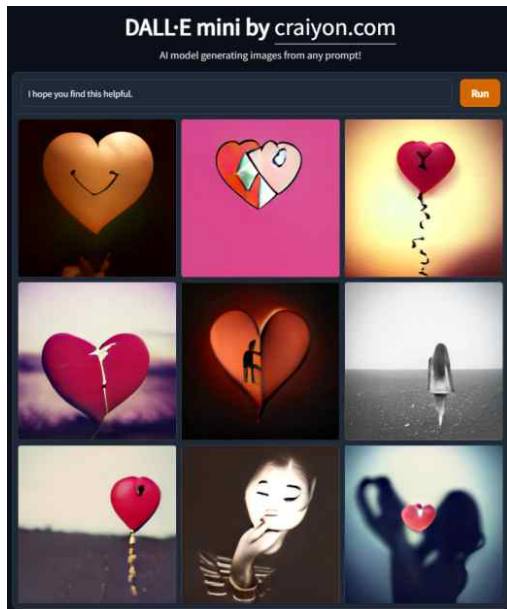 DALL·E mini by craiyon.com
AI model generating images from any prompt!
I hope you find this helpful.
Run